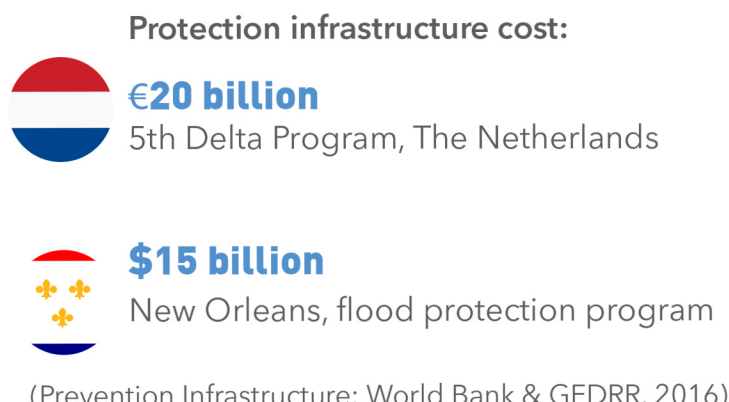 Protection infrastructure cost:
€20 billion
5th Delta Program, The Netherlands
$15 billion
New Orleans, flood protection program
(Prevention Infrastructure: World Bank & GFDRR, 2016)